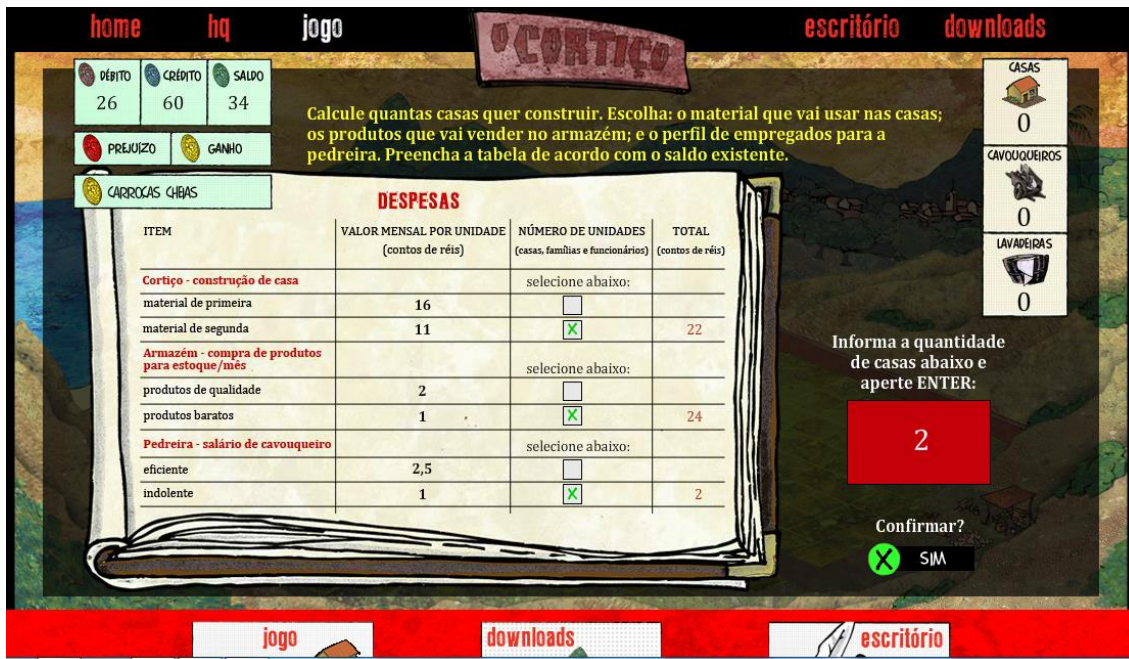 home hq jogo O CORTIÇO escritório downloads
DÉBITO CRÉDITO SALDO
26 60 34
PREJUÍZO GANHO
CARROÇAS CHEIAS
Calcule quantas casas quer construir. Escolha: o material que vai usar nas casas;
os produtos que vai vender no armazém; e o perfil de empregados para a
pedreira. Preencha a tabela de acordo com o saldo existente.
CASAS
0
CAVOUQUEIROS
0
LAVADEIRAS
0
DESPESAS
ITEM VALOR MENSAL POR UNIDADE NÚMERO DE UNIDADES TOTAL
(contos de réis) (casas, famílias e funcionários) (contos de réis)
Cortiço - construção de casa selecione abaixo:
material de primeira 16
material de segunda 11 X 22
Armazém - compra de produtos
para estoque/mês selecione abaixo:
produtos de qualidade 2
produtos baratos 1 X 24
Pedreira - salário de cavouqueiro selecione abaixo:
eficiente 2,5
indolente 1 X 2
Informa a quantidade
de casas abaixo e
aperte ENTER:
2
Confirmar?
X SIM
jogo downloads escritório